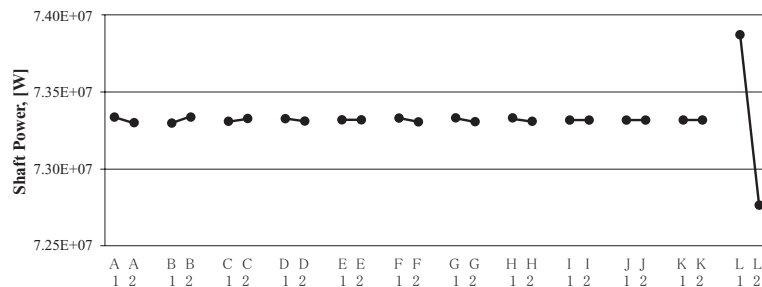 7.40E+07
7.35E+07
7.30E+07
7.25E+07
Shaft Power, [W]
A A B B C C D D E E F F G G H H I I J J K K L L
1 2 1 2 1 2 1 2 1 2 1 2 1 2 1 2 1 2 1 2 1 2 1 2